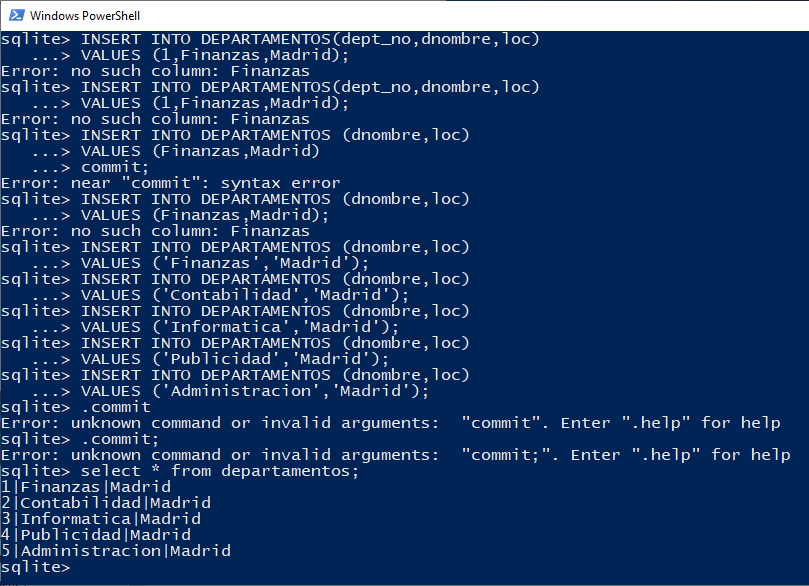 Windows PowerShell
sqlite> INSERT INTO DEPARTAMENTOS(dept_no,dnombre,loc)
   ...> VALUES (1,Finanzas,Madrid);
Error: no such column: Finanzas
sqlite> INSERT INTO DEPARTAMENTOS(dept_no,dnombre,loc)
   ...> VALUES (1,Finanzas,Madrid);
Error: no such column: Finanzas
sqlite> INSERT INTO DEPARTAMENTOS (dnombre,loc)
   ...> VALUES (Finanzas,Madrid)
   ...> commit;
Error: near "commit": syntax error
sqlite> INSERT INTO DEPARTAMENTOS (dnombre,loc)
   ...> VALUES (Finanzas,Madrid);
Error: no such column: Finanzas
sqlite> INSERT INTO DEPARTAMENTOS (dnombre,loc)
   ...> VALUES ('Finanzas','Madrid');
sqlite> INSERT INTO DEPARTAMENTOS (dnombre,loc)
   ...> VALUES ('Contabilidad','Madrid');
sqlite> INSERT INTO DEPARTAMENTOS (dnombre,loc)
   ...> VALUES ('Informatica','Madrid');
sqlite> INSERT INTO DEPARTAMENTOS (dnombre,loc)
   ...> VALUES ('Publicidad','Madrid');
sqlite> INSERT INTO DEPARTAMENTOS (dnombre,loc)
   ...> VALUES ('Administracion','Madrid');
sqlite> .commit
Error: unknown command or invalid arguments:  "commit". Enter ".help" for help
sqlite> .commit;
Error: unknown command or invalid arguments:  "commit;". Enter ".help" for help
sqlite> select * from departamentos;
1|Finanzas|Madrid
2|Contabilidad|Madrid
3|Informatica|Madrid
4|Publicidad|Madrid
5|Administracion|Madrid
sqlite>